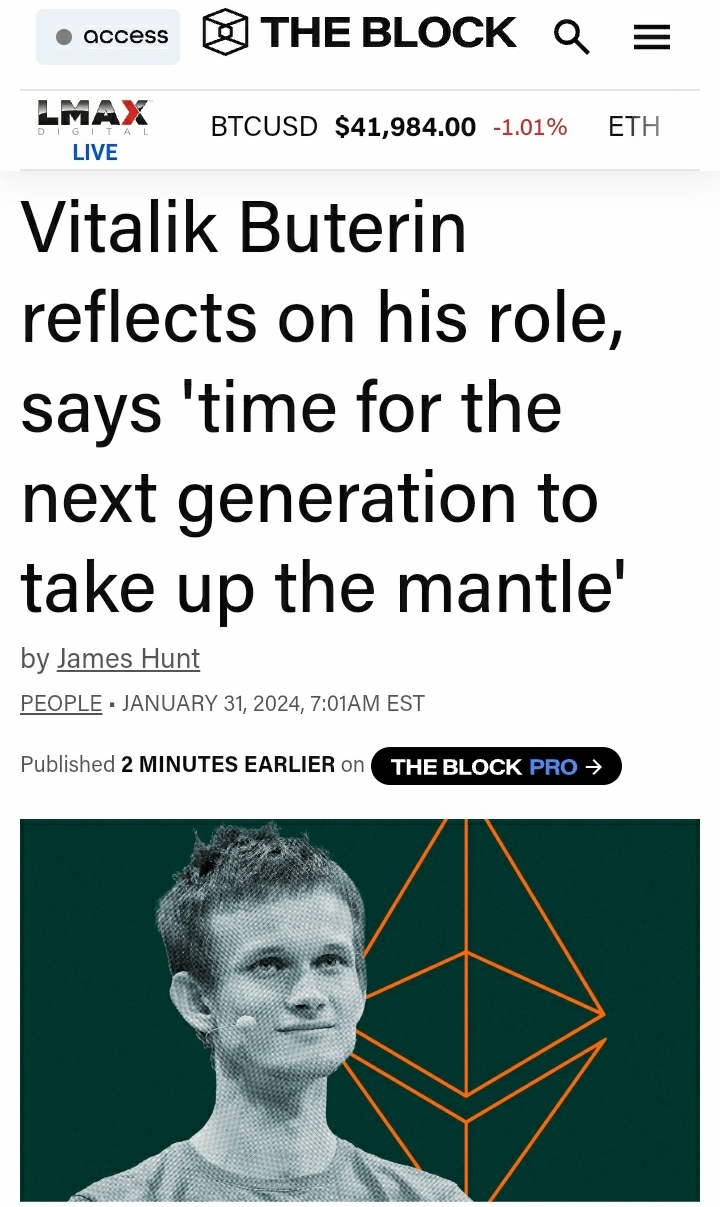 access
THE BLOCK
LMAX
DIGITAL
LIVE
BTCUSD $41,984.00 -1.01% ETH
Vitalik Buterin
reflects on his role,
says 'time for the
next generation to
take up the mantle'
by James Hunt
PEOPLE • JANUARY 31, 2024, 7:01AM EST
Published 2 MINUTES EARLIER on THE BLOCK PRO →